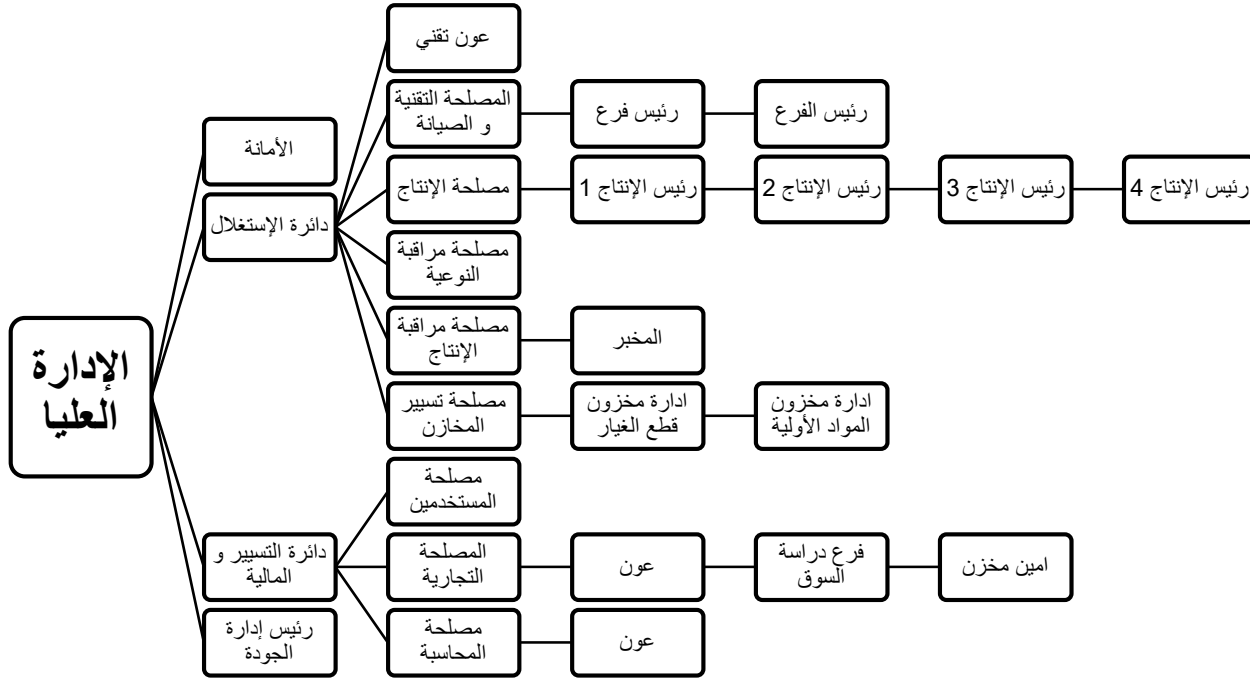 الإدارة
العليا
الأمانة
دائرة الإستغلال
عون تقني
المصلحة التقنية
و الصيانة
رئيس فرع
رئيس الفرع
مصلحة الإنتاج
رئيس الإنتاج 1
رئيس الإنتاج 2
رئيس الإنتاج 3
رئيس الإنتاج 4
مصلحة مراقبة
النوعية
مصلحة مراقبة
الإنتاج
المخبر
مصلحة تسيير
المخازن
ادارة مخزون
قطع الغيار
ادارة مخزون
المواد الأولية
دائرة التسيير و
المالية
مصلحة
المستخدمين
المصلحة
التجارية
عون
فرع دراسة
السوق
امين مخزن
مصلحة
المحاسبة
عون
رئيس إدارة
الجودة